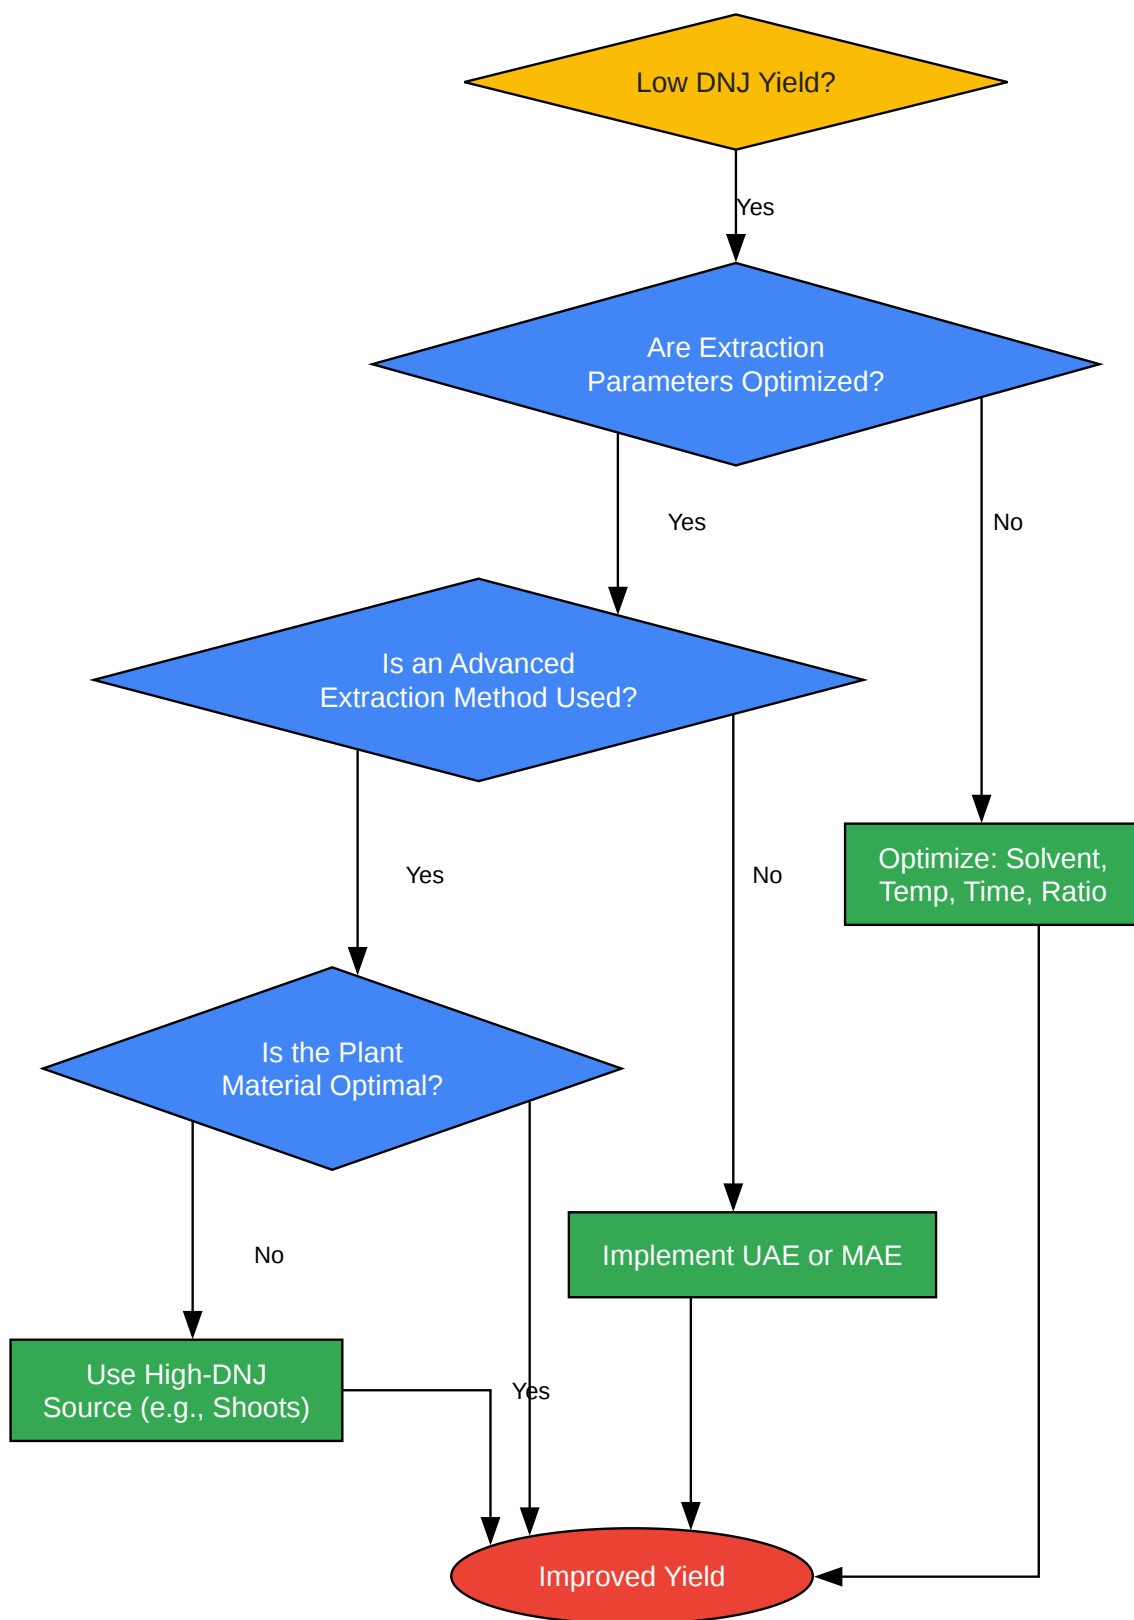 Low DNJ Yield?
Yes
Are Extraction
Parameters Optimized?
Yes
No
Is an Advanced
Extraction Method Used?
Optimize: Solvent,
Temp, Time, Ratio
Yes
No
Is the Plant
Material Optimal?
No
Implement UAE or MAE
Use High-DNJ
Source (e.g., Shoots)
Yes
Improved Yield